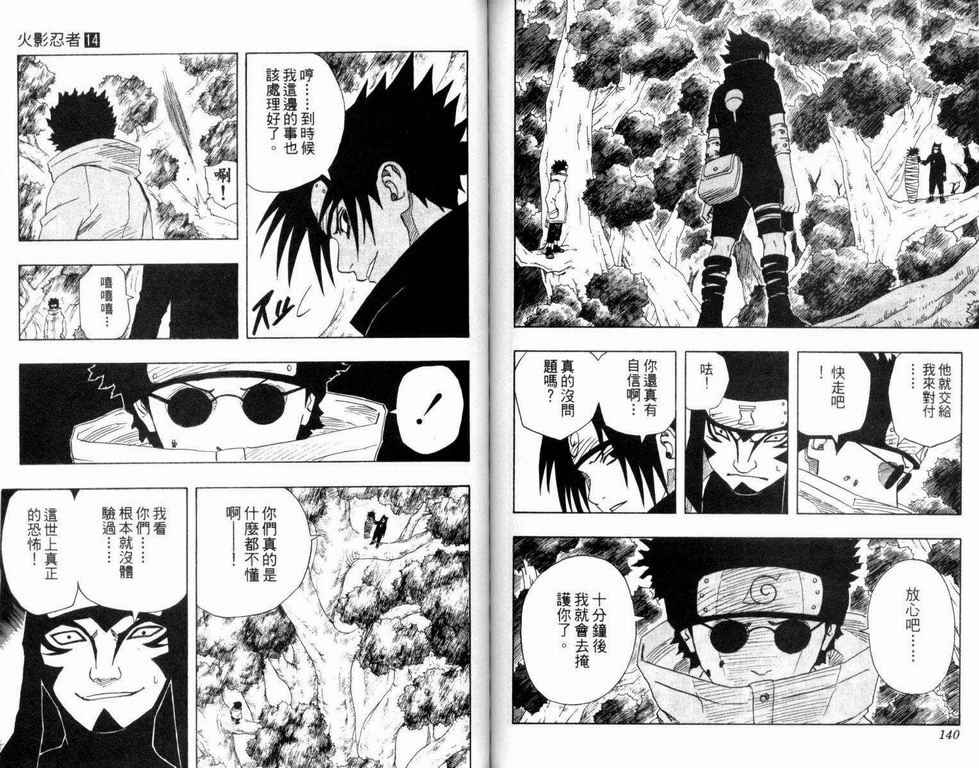 他就交給
我來對付
……
快走吧
！
呿！
你還真有
自信啊…
真的沒問
題嗎？
放心吧…
十分鐘後
我就會去掩
護你了。
140
火影忍者14
哼……到時候
我這邊的事也
該處理好了。
唰！
嘻嘻嘻…
！
你們真的是
什麼都不懂
啊——！
我看
你們……
根本就沒體
驗過……
這世上真正
的恐怖！